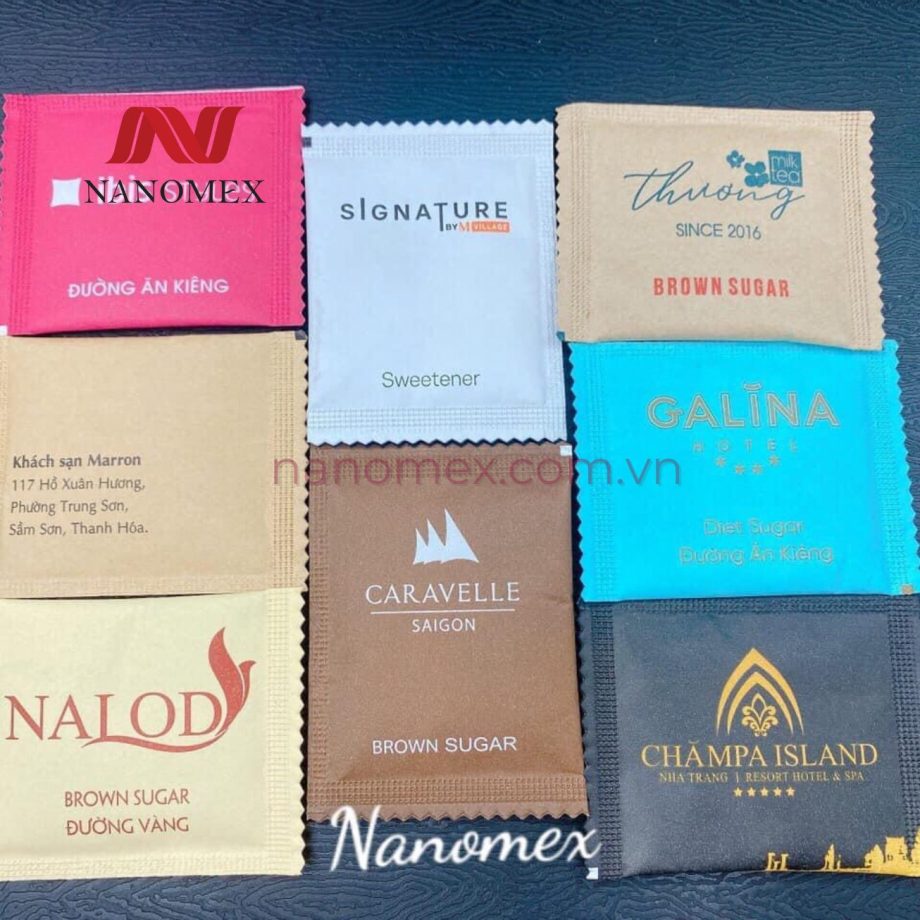 NANOMEX
ibis styles
ĐƯỜNG ĂN KIÊNG
SIGNATURE
BY M VILLAGE
Sweetener
milk
tea
thương
SINCE 2016
BROWN SUGAR
Khách sạn Marron
117 Hồ Xuân Hương,
Phường Trung Sơn,
Sầm Sơn, Thanh Hóa.
nanomex.com.vn
GALINA
HOTEL
Diet Sugar
Đường Ăn Kiêng
CARAVELLE
SAIGON
BROWN SUGAR
NALOD
BROWN SUGAR
ĐƯỜNG VÀNG
CHĂMPA ISLAND
NHA TRANG | RESORT HOTEL & SPA
Nanomex